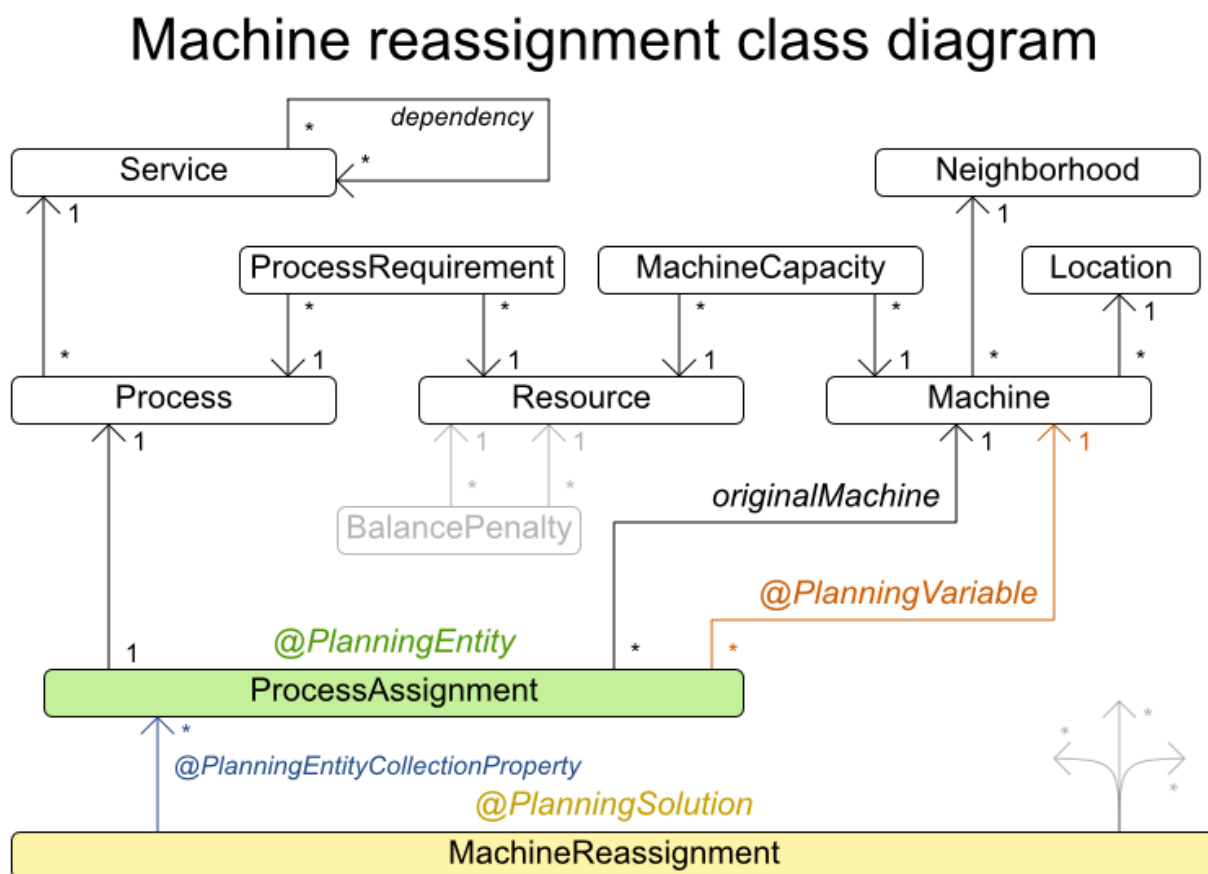 Machine reassignment class diagram
dependency
*
*
Service
Neighborhood
1
1
ProcessRequirement
MachineCapacity
Location
*
*
*
*
1
*
1
1
1
1
*
*
Process
Resource
Machine
1
1
1
1
1
*
*
originalMachine
BalancePenalty
@PlanningVariable
@PlanningEntity
1
*
*
ProcessAssignment
*
*
*
@PlanningEntityCollectionProperty
*
@PlanningSolution
MachineReassignment